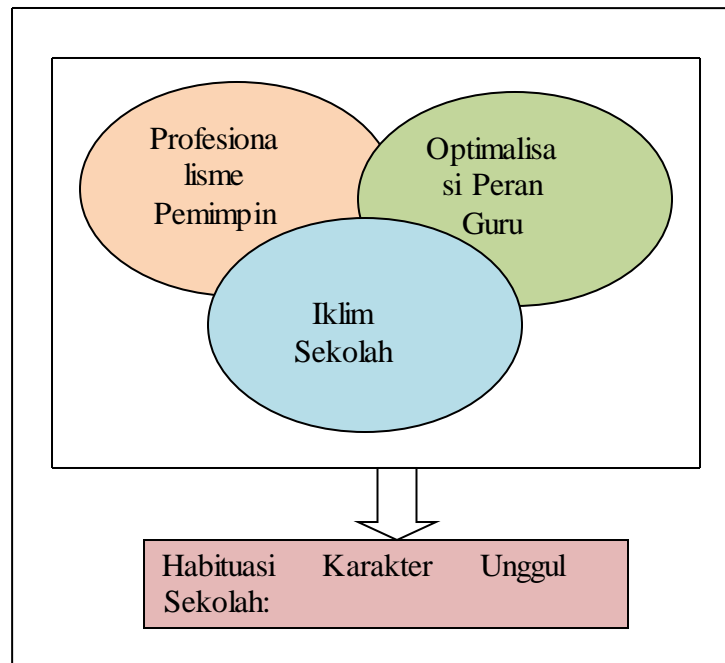 Profesiona
lisme
Pemimpin
Optimalisa
si Peran
Guru
Iklim
Sekolah
Habituasi Karakter Unggul
Sekolah: